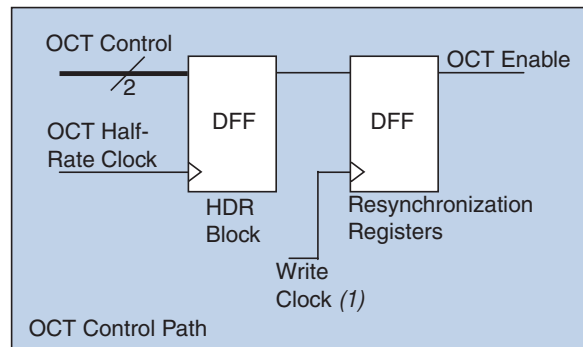 OCT Control
2
OCT Enable
DFF
DFF
OCT Half-
Rate Clock
HDR
Block
Resynchronization
Registers
Write
Clock (1)
OCT Control Path